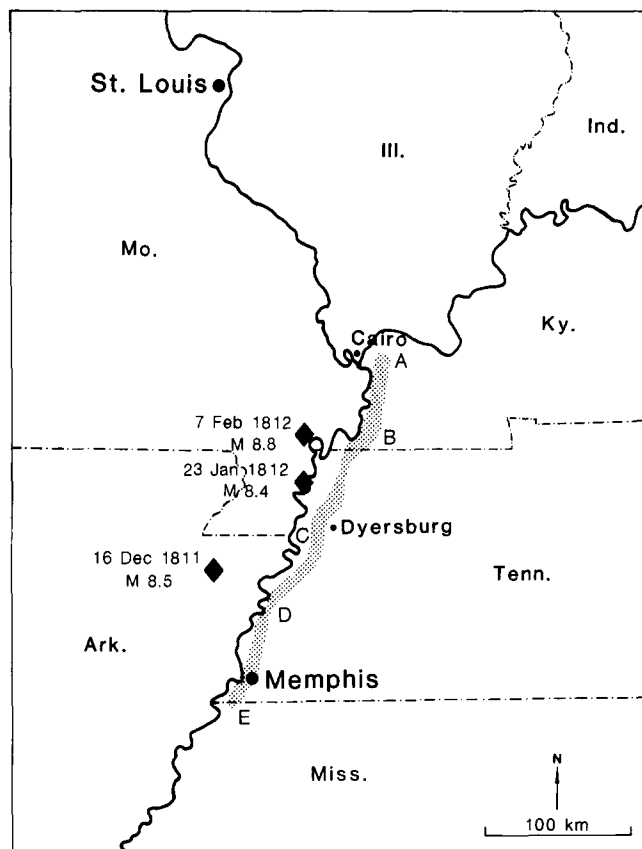 St. Louis
Ill.
Ind.
Mo.
Ky.
Cairo
A
7 Feb 1812
M 8.8
B
23 Jan 1812
M 8.4
C
Dyersburg
16 Dec 1811
M 8.5
Tenn.
D
Ark.
Memphis
E
Miss.
N
100 km